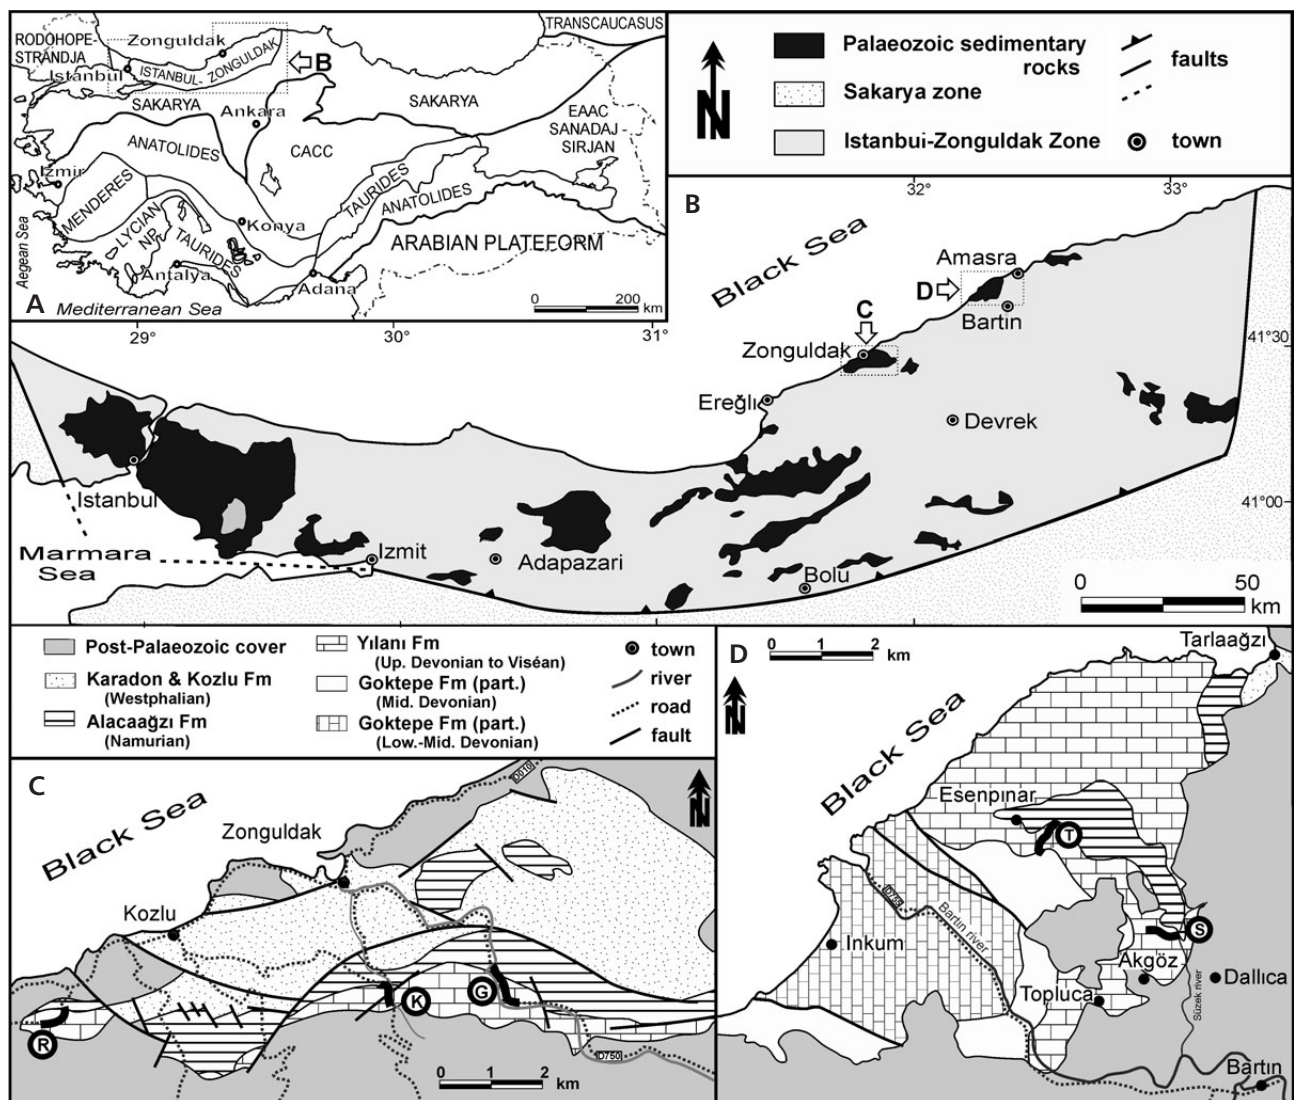 RODOHOPE-
STRANDJA
Zonguldak
Istanbul
ISTANBUL-
ZONGULDAK
B
TRANSCAUCASUS
SAKARYA
Ankara
SAKARYA
EAAC
SANADAJ
SIRJAN
ANATOLIDES
CACC
Izmir
MENDERES
LYCIAN
NP.
TAURIDES
Konya
TAURIDES
ANATOLIDES
ARABIAN PLATEFORM
Aegean Sea
Antalya
Adana
A
Mediterranean Sea
0 200
km
N
Palaeozoic sedimentary
rocks
Sakarya zone
Istanbui-Zonguldak Zone
faults
town
32°
33°
B
Black Sea
Amasra
D
Bartın
C
Zonguldak
41°30
29°
30°
31°
Ereğlı
Devrek
Istanbul
41°00
Marmara
Sea
Izmit
Adapazari
Bolu
0 50
km
Post-Palaeozoic cover
Karadon & Kozlu Fm
(Westphalian)
Alacaağzı Fm
(Namurian)
Yılanı Fm
(Up. Devonian to Viséan)
Goktepe Fm (part.)
(Mid. Devonian)
Goktepe Fm (part.)
(Low.-Mid. Devonian)
town
river
road
fault
C
Black Sea
Zonguldak
D010
N
Kozlu
R
K
G
D750
0 1 2
km
D
0 1 2
km
N
Tarlaağzı
Black Sea
Esenpınar
T
Bartın river
Inkum
S
Akgöz
Dallıca
Topluca
Süzek river
Bartın